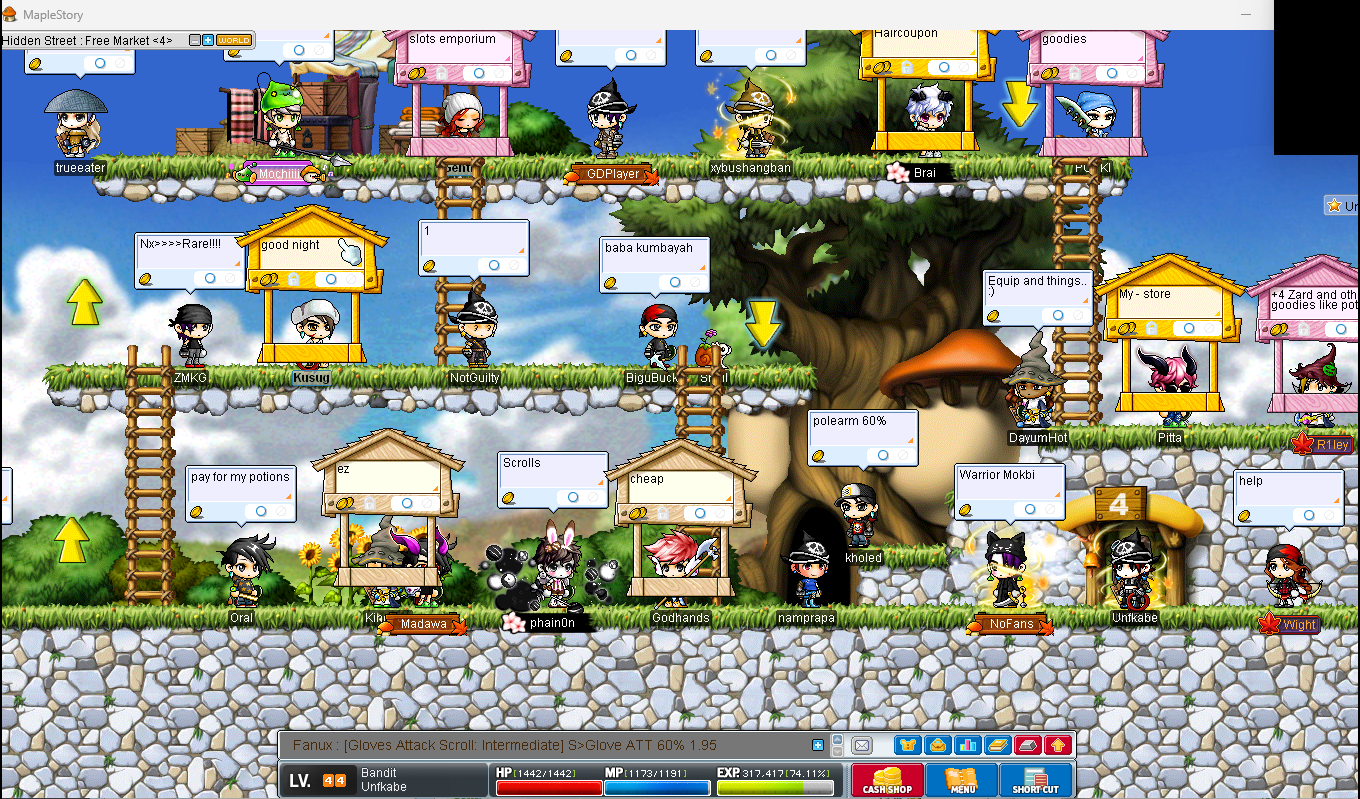 MapleStory
Hidden Street : Free Market <4>
WORLD
slots emporium
Haircoupon
goodies
trueeater
Mochiii
GDPlayer
xybushangban
Brai
Nx>>>>Rare!!!!
good night
1
baba kumbayah
Equip and things..
:)
My - store
+4 Zard and oth
goodies like pot
ZMKG
Kusug
NotGuilty
BiguBuck
DayumHot
Pitta
R1ley
polearm 60%
pay for my potions
ez
Scrolls
cheap
Warrior Mokbi
4
help
kholed
Oral
Madawa
phain0n
Godhands
namprapa
NoFans
Unfkabe
Wight
Fanux : [Gloves Attack Scroll: Intermediate] S>Glove ATT 60% 1.95
LV. 44
Bandit
Unfkabe
HP[1442/1442]
MP[1173/1191]
EXP. 317,417[74.11%]
CASH SHOP
MENU
SHORT CUT